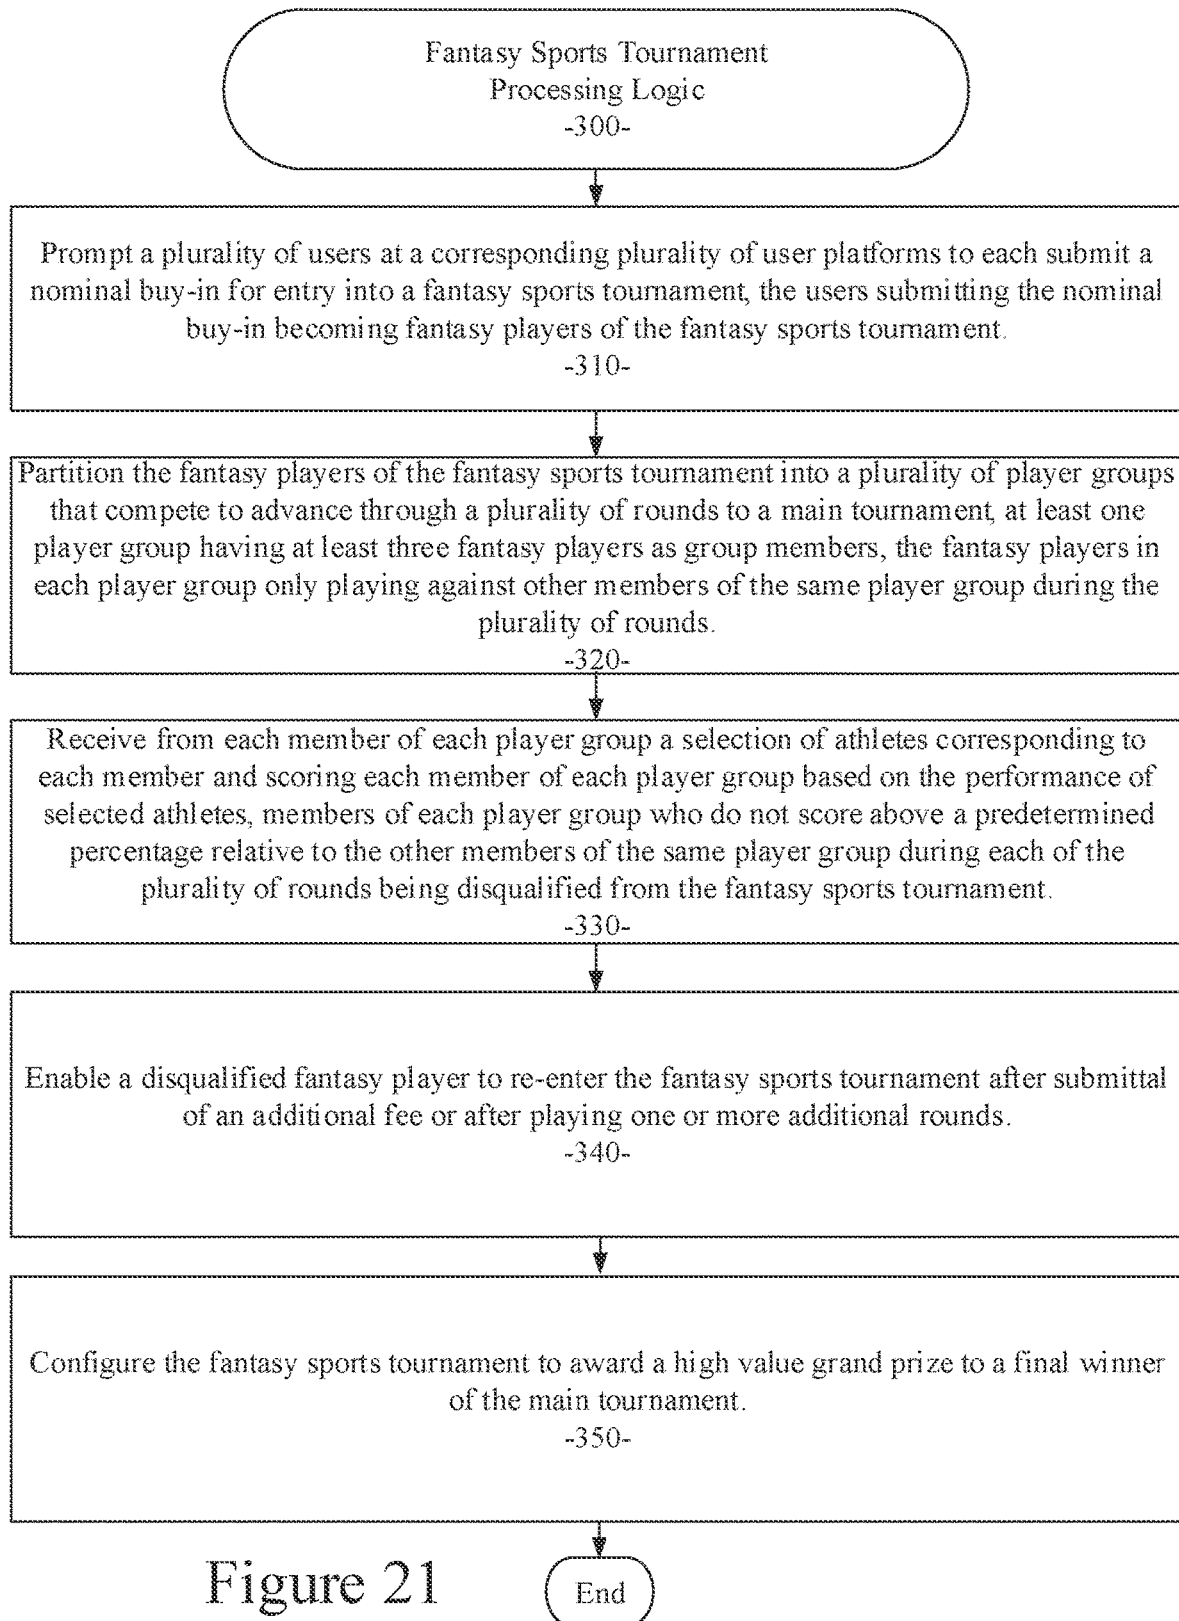 Fantasy Sports Tournament
Processing Logic
-300-
Prompt a plurality of users at a corresponding plurality of user platforms to each submit a
nominal buy-in for entry into a fantasy sports tournament, the users submitting the nominal
buy-in becoming fantasy players of the fantasy sports tournament.
-310-
Partition the fantasy players of the fantasy sports tournament into a plurality of player groups
that compete to advance through a plurality of rounds to a main tournament, at least one
player group having at least three fantasy players as group members, the fantasy players in
each player group only playing against other members of the same player group during the
plurality of rounds.
-320-
Receive from each member of each player group a selection of athletes corresponding to
each member and scoring each member of each player group based on the performance of
selected athletes, members of each player group who do not score above a predetermined
percentage relative to the other members of the same player group during each of the
plurality of rounds being disqualified from the fantasy sports tournament.
-330-
Enable a disqualified fantasy player to re-enter the fantasy sports tournament after submittal
of an additional fee or after playing one or more additional rounds.
-340-
Configure the fantasy sports tournament to award a high value grand prize to a final winner
of the main tournament.
-350-
Figure 21
End